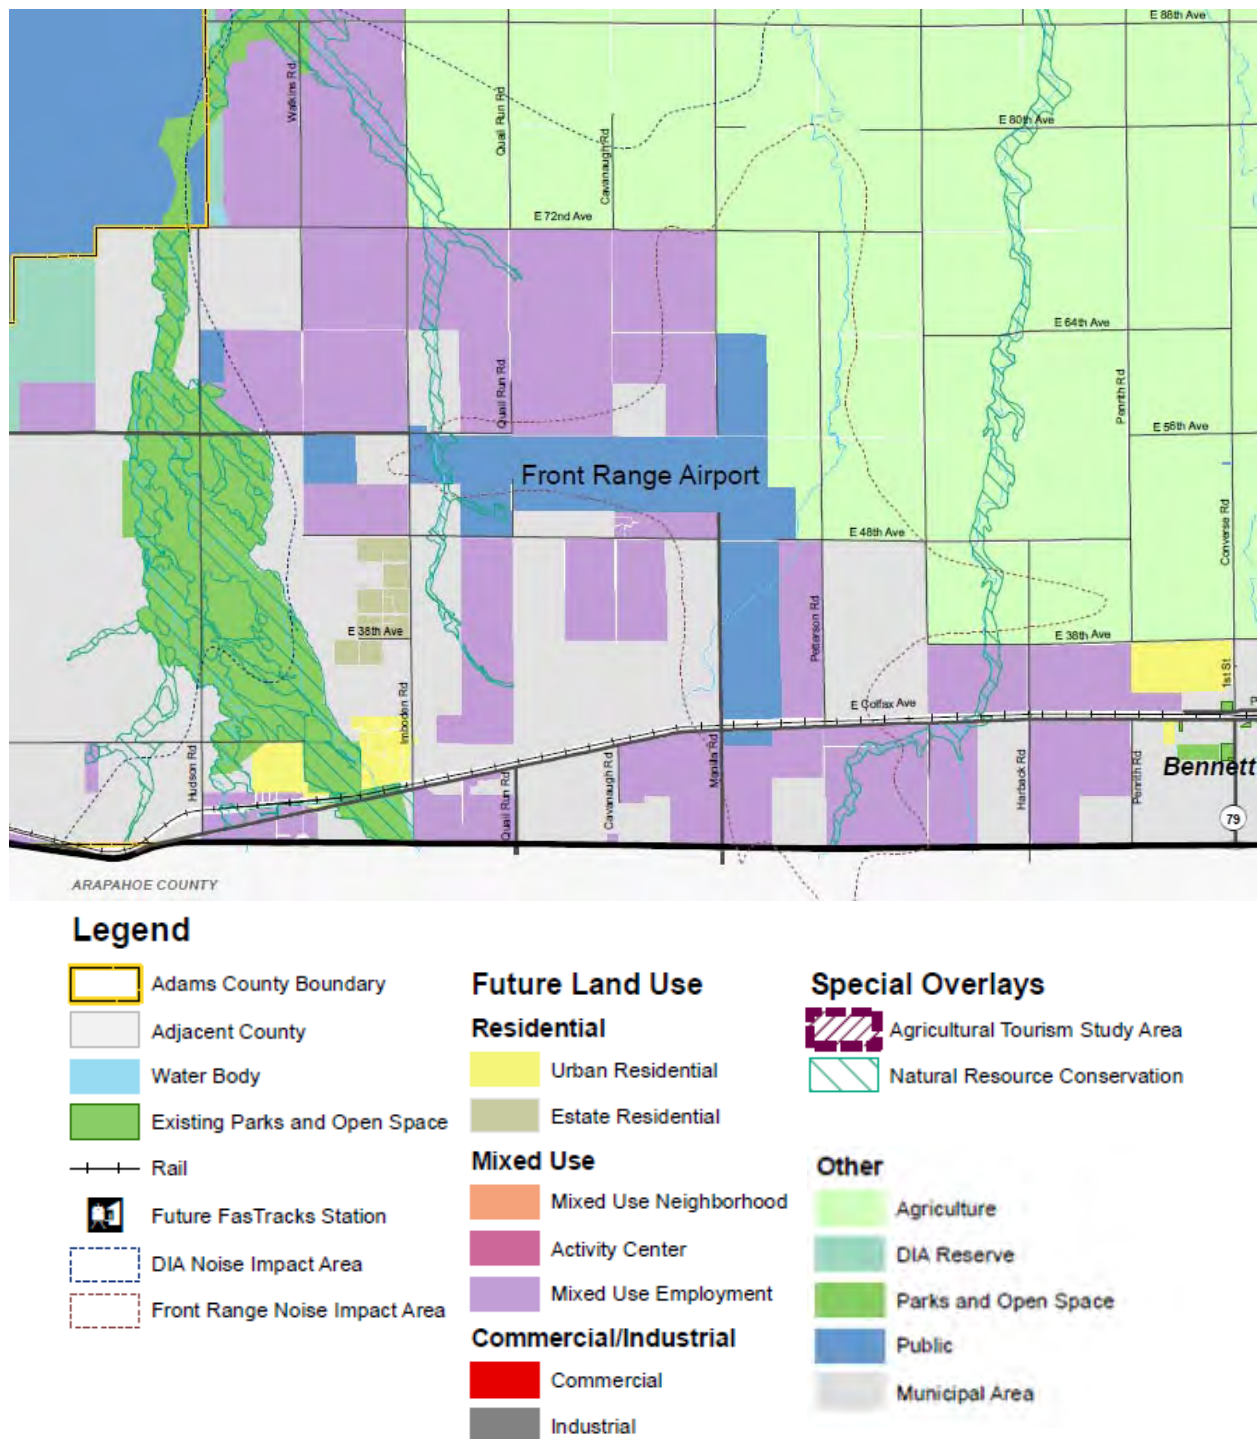 E 88th Ave
Watkins Rd
Quail Run Rd
Cavanaugh Rd
E 80th Ave
E 72nd Ave
E 64th Ave
Quail Run Rd
Penrith Rd
E 56th Ave
Front Range Airport
E 48th Ave
Converse Rd
E 38th Ave
Petterson Rd
E 38th Ave
1st St
Imboden Rd
E Colfax Ave
P
Hudson Rd
Quail Run Rd
Cavanaugh Rd
Manila Rd
Harback Rd
Penrith Rd
Bennett
79
ARAPAHOE COUNTY
Legend
Adams County Boundary
Adjacent County
Water Body
Existing Parks and Open Space
Rail
Future FasTracks Station
DIA Noise Impact Area
Front Range Noise Impact Area
Future Land Use
Residential
Urban Residential
Estate Residential
Mixed Use
Mixed Use Neighborhood
Activity Center
Mixed Use Employment
Commercial/Industrial
Commercial
Industrial
Special Overlays
Agricultural Tourism Study Area
Natural Resource Conservation
Other
Agriculture
DIA Reserve
Parks and Open Space
Public
Municipal Area